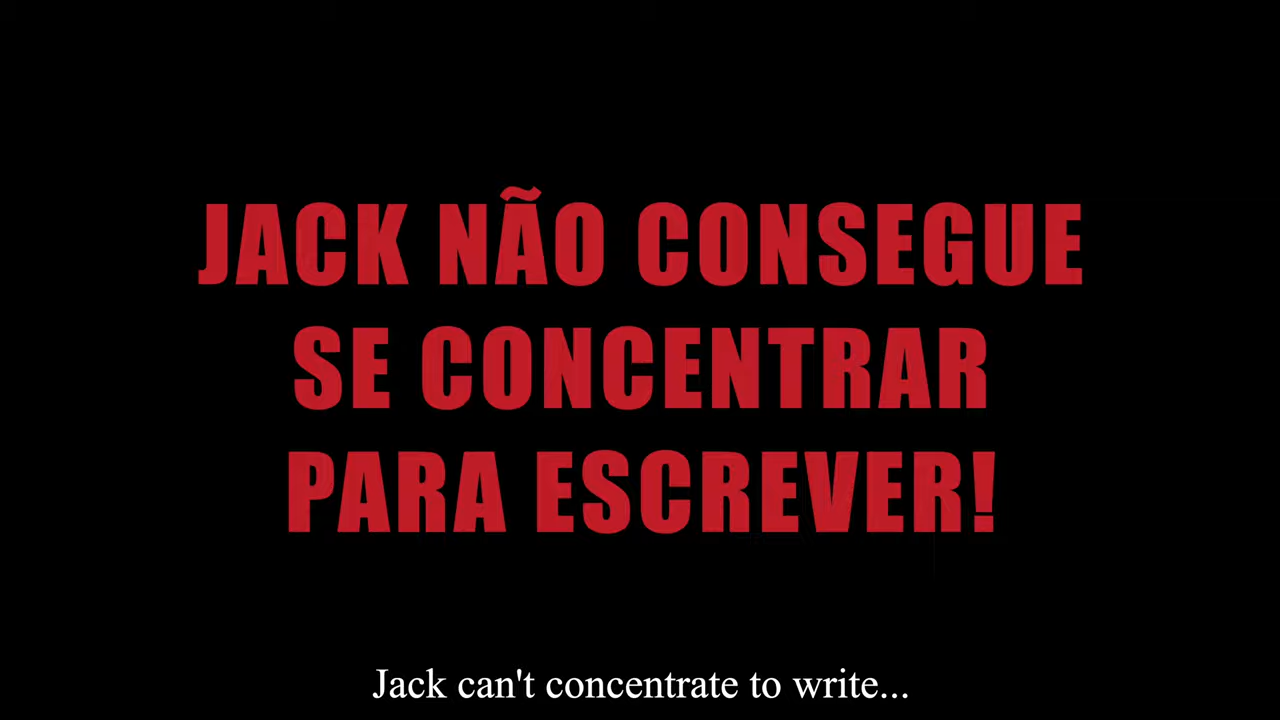 JACK NÃO CONSEGUE
SE CONCENTRAR
PARA ESCREVER!
Jack can't concentrate to write...